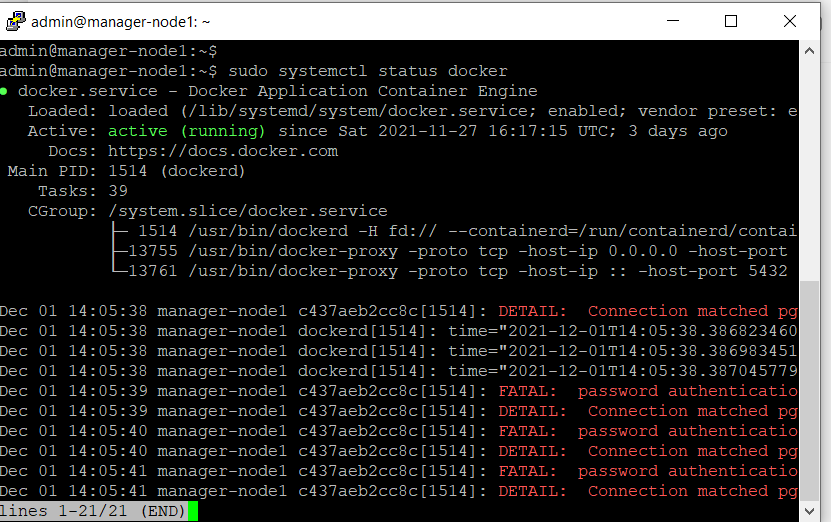 admin@manager-node1: ~
admin@manager-node1:~$
admin@manager-node1:~$ sudo systemctl status docker
● docker.service - Docker Application Container Engine
   Loaded: loaded (/lib/systemd/system/docker.service; enabled; vendor preset: e
   Active: active (running) since Sat 2021-11-27 16:17:15 UTC; 3 days ago
     Docs: https://docs.docker.com
 Main PID: 1514 (dockerd)
    Tasks: 39
   CGroup: /system.slice/docker.service
           ├─ 1514 /usr/bin/dockerd -H fd:// --containerd=/run/containerd/contai
           ├─13755 /usr/bin/docker-proxy -proto tcp -host-ip 0.0.0.0 -host-port
           └─13761 /usr/bin/docker-proxy -proto tcp -host-ip :: -host-port 5432
Dec 01 14:05:38 manager-node1 c437aeb2cc8c[1514]: DETAIL:  Connection matched pg
Dec 01 14:05:38 manager-node1 dockerd[1514]: time="2021-12-01T14:05:38.386823460
Dec 01 14:05:38 manager-node1 dockerd[1514]: time="2021-12-01T14:05:38.386983451
Dec 01 14:05:38 manager-node1 dockerd[1514]: time="2021-12-01T14:05:38.387045779
Dec 01 14:05:39 manager-node1 c437aeb2cc8c[1514]: FATAL:  password authenticatio
Dec 01 14:05:39 manager-node1 c437aeb2cc8c[1514]: DETAIL:  Connection matched pg
Dec 01 14:05:40 manager-node1 c437aeb2cc8c[1514]: FATAL:  password authenticatio
Dec 01 14:05:40 manager-node1 c437aeb2cc8c[1514]: DETAIL:  Connection matched pg
Dec 01 14:05:41 manager-node1 c437aeb2cc8c[1514]: FATAL:  password authenticatio
Dec 01 14:05:41 manager-node1 c437aeb2cc8c[1514]: DETAIL:  Connection matched pg
lines 1-21/21 (END)